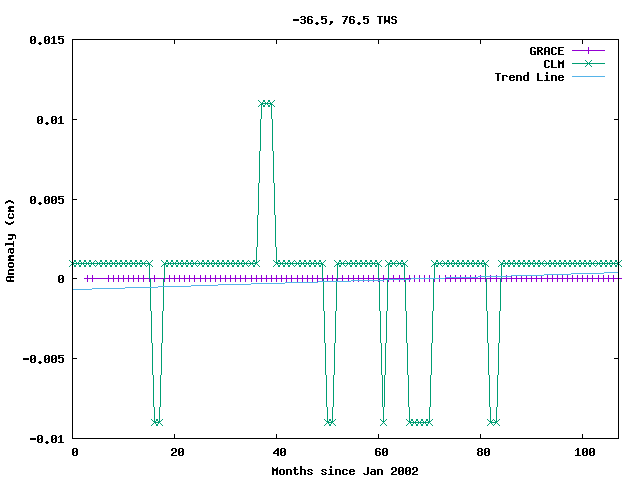 -36.5, 76.5 TWS
0.015
0.01
0.005
0
-0.005
-0.01
Anomaly (cm)
GRACE
CLM
Trend Line
0 20 40 60 80 100
Months since Jan 2002